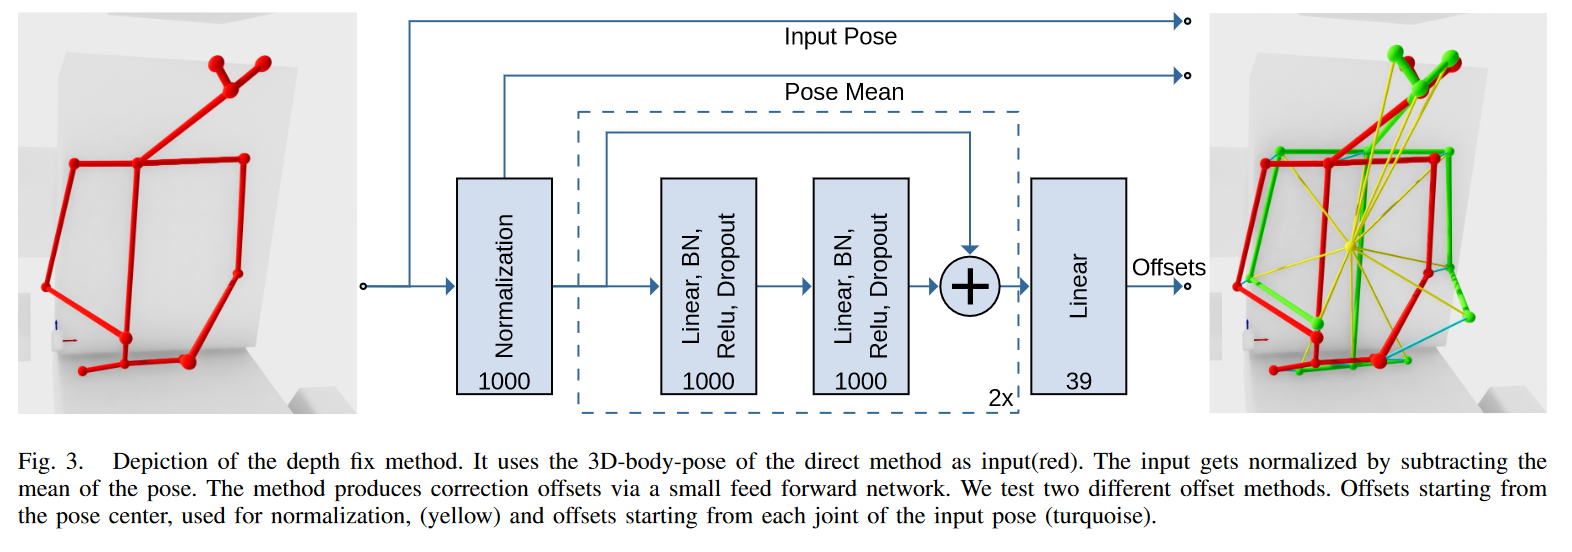 Input Pose
Pose Mean
Normalization
1000
Linear, BN,
Relu, Dropout
1000
Linear, BN,
Relu, Dropout
1000
2x
Linear
39
Offsets
Fig. 3. Depiction of the depth fix method. It uses the 3D-body-pose of the direct method as input(red). The input gets normalized by subtracting the
mean of the pose. The method produces correction offsets via a small feed forward network. We test two different offset methods. Offsets starting from
the pose center, used for normalization, (yellow) and offsets starting from each joint of the input pose (turquoise).